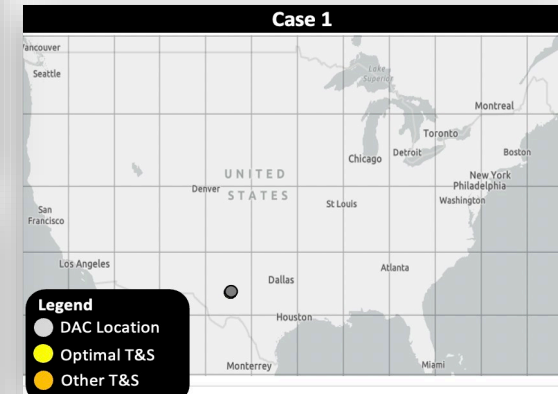 Case 1
Vancouver
Seattle
Lake
Superior
Montreal
Toronto
Chicago
Detroit
Boston
UNITED
STATES
Denver
New York
Philadelphia
St Louis
Washington
San
Francisco
Los Angeles
Dallas
Atlanta
Houston
Monterrey
Miami
Legend
DAC Location
Optimal T&S
Other T&S